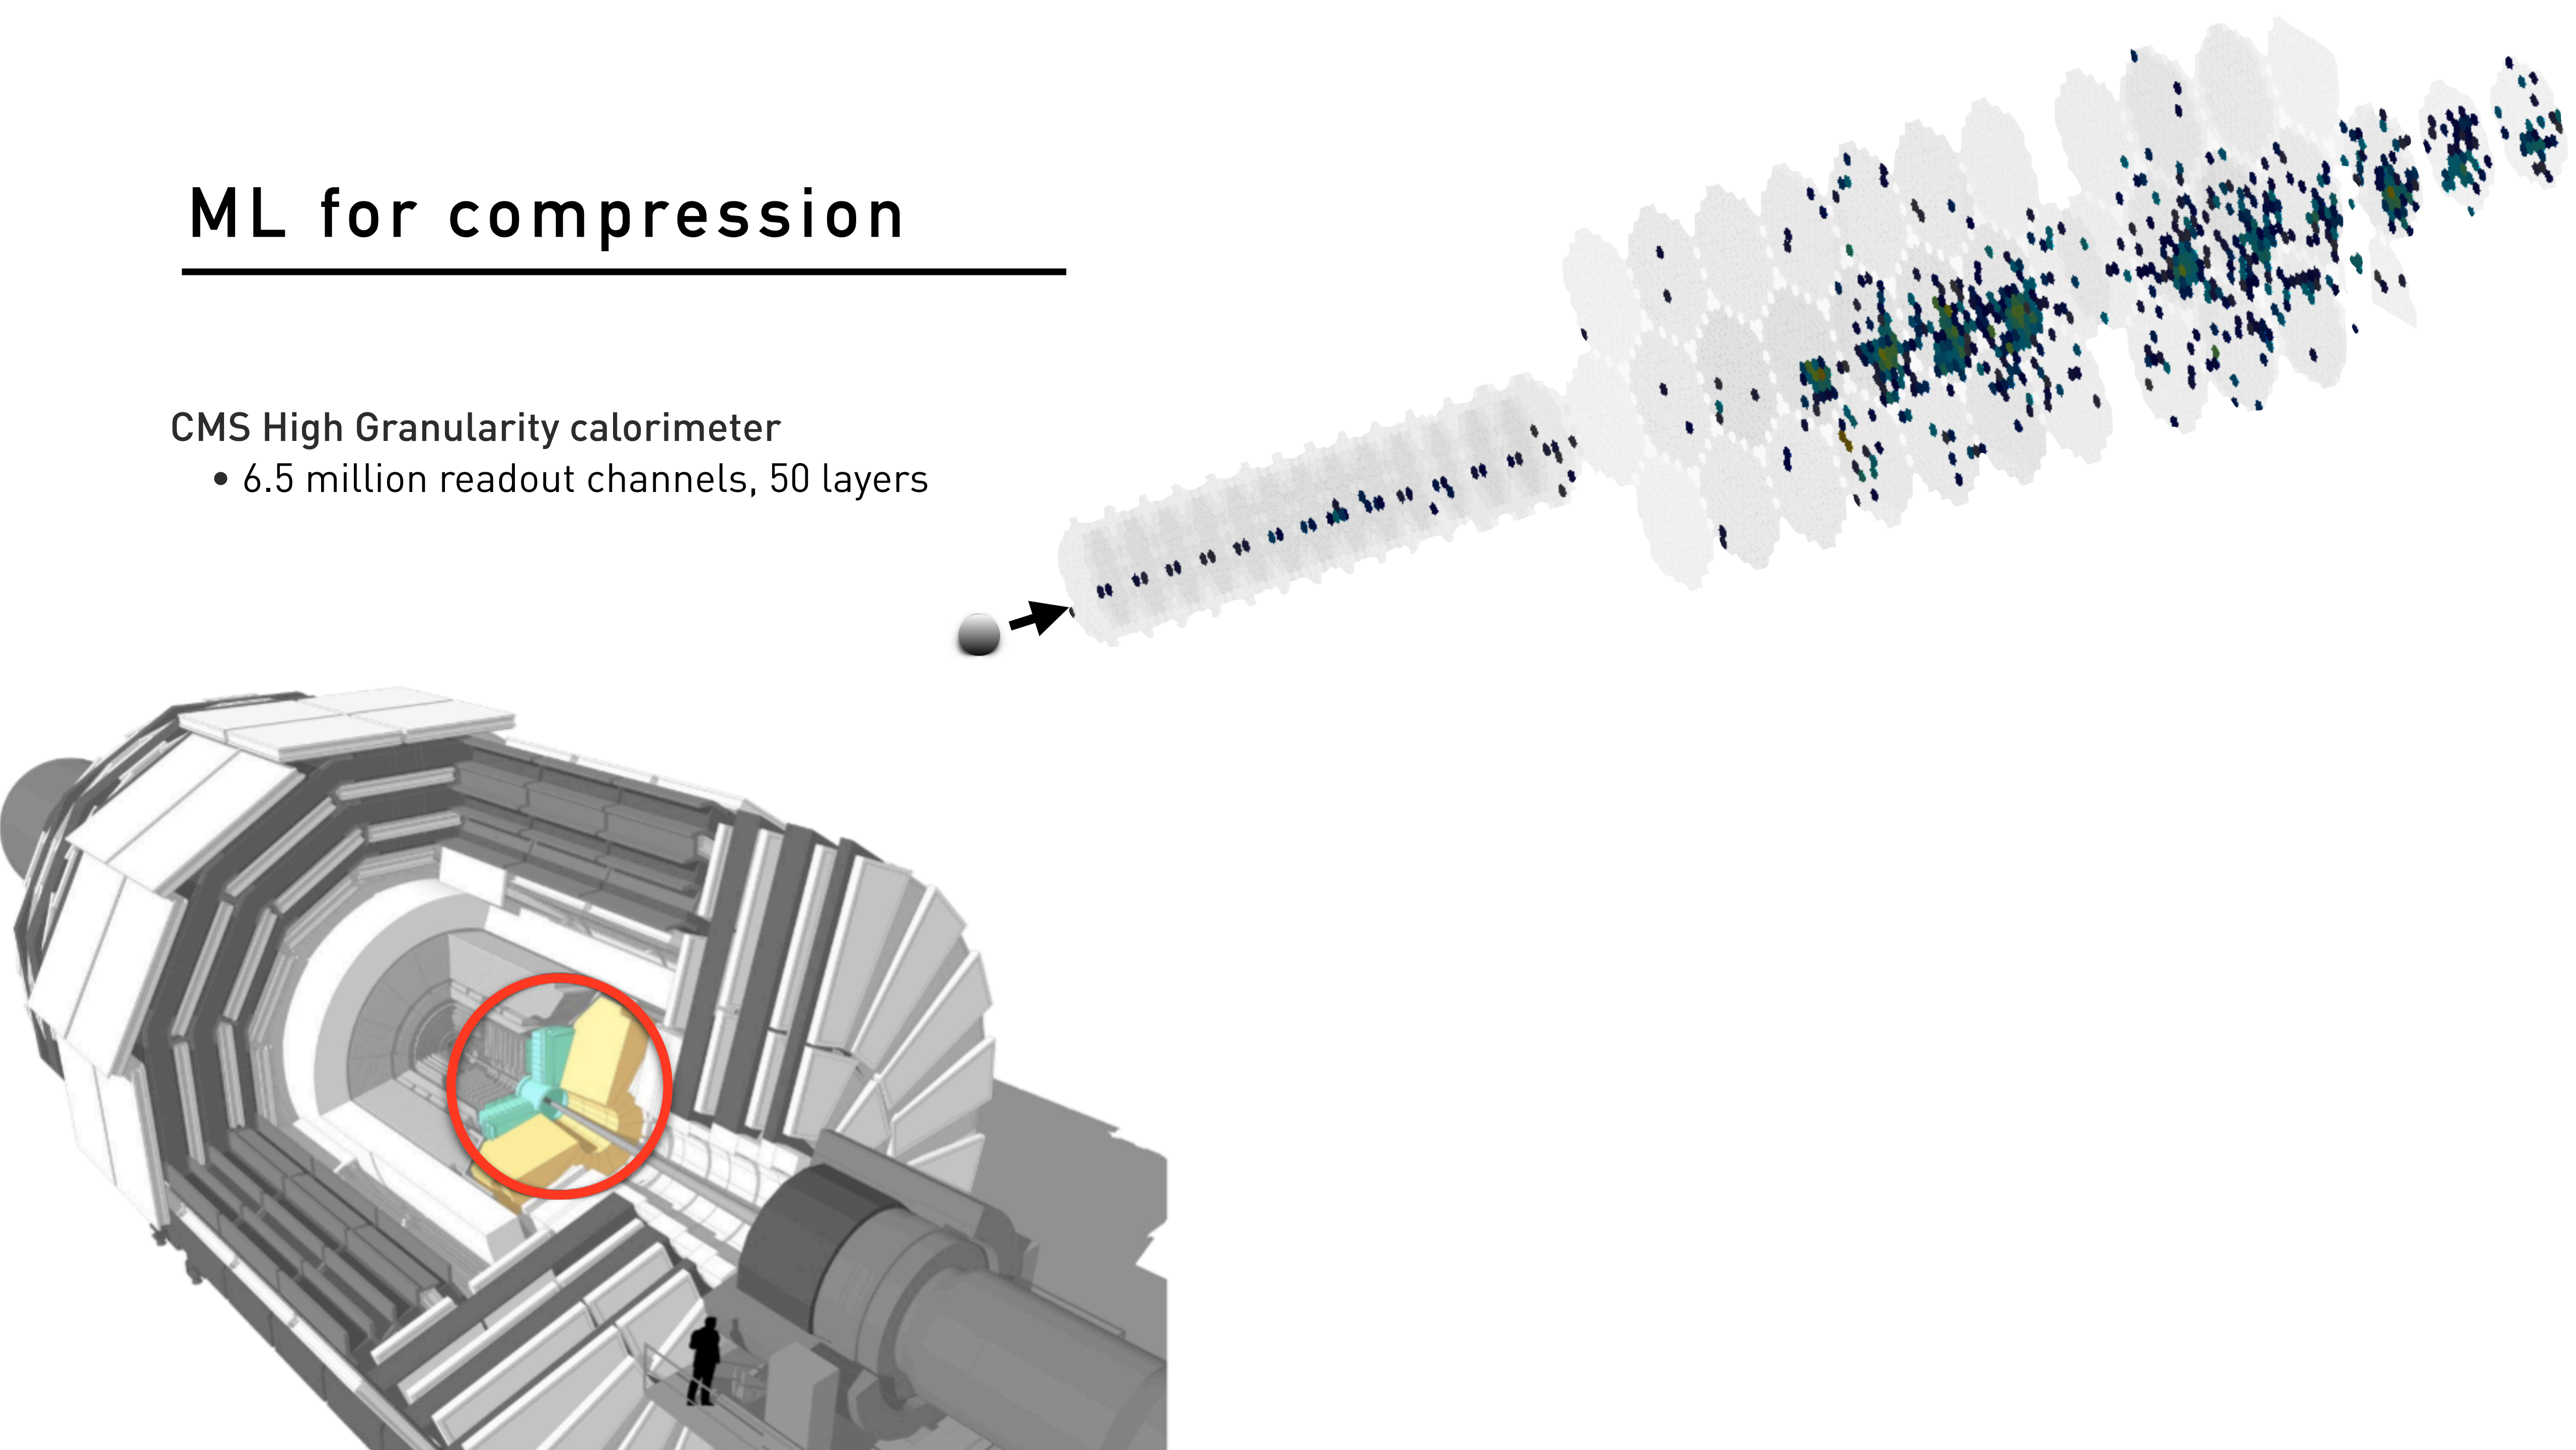 ML for compression
CMS High Granularity calorimeter
• 6.5 million readout channels, 50 layers